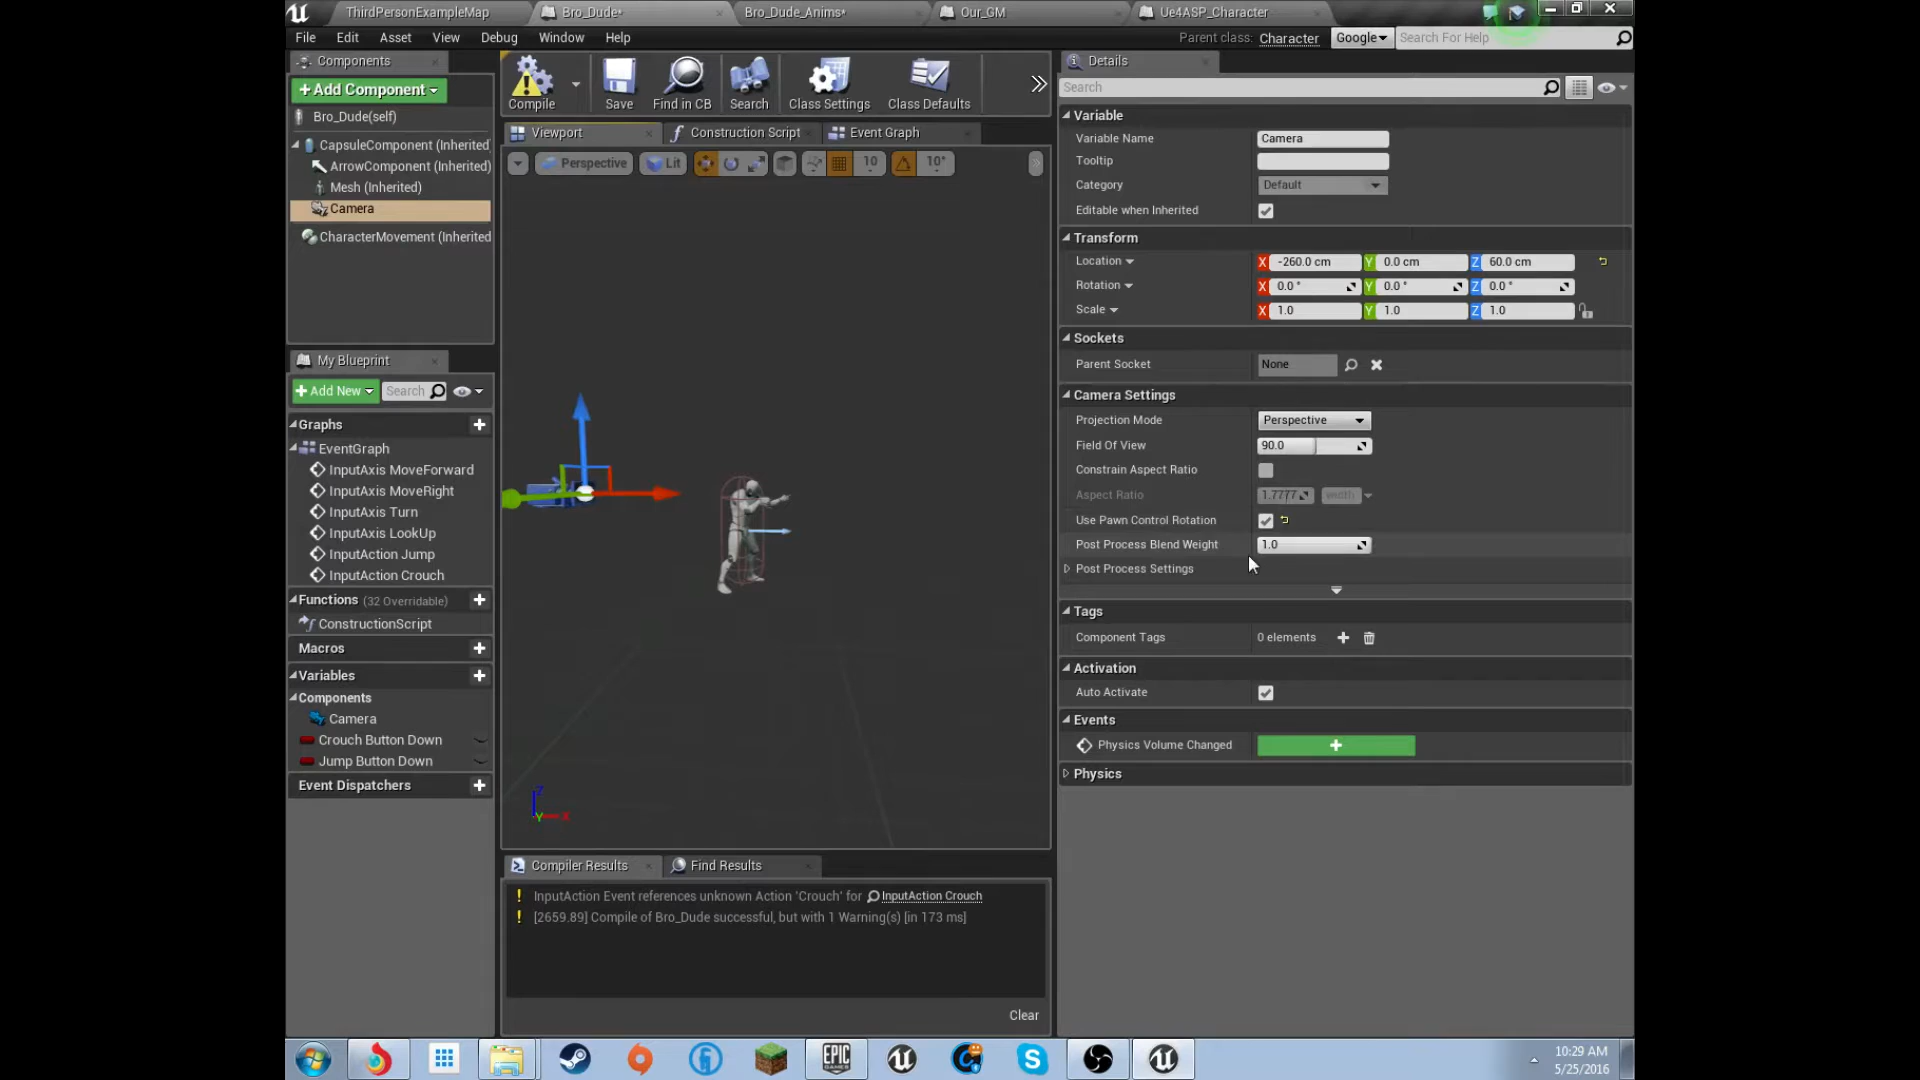 ThirdPersonExampleMap
Bro_Dude*
Bro_Dude_Anims*
Our_GM
Ue4ASP_Character
File Edit Asset View Debug Window Help
Parent class: Character
Google
Search For Help
Components
+Add Component
Bro_Dude(self)
CapsuleComponent (Inherited)
ArrowComponent (Inherited)
Mesh (Inherited)
Camera
CharacterMovement (Inherited
My Blueprint
+Add New
Search
Graphs
EventGraph
InputAxis MoveForward
InputAxis MoveRight
InputAxis Turn
InputAxis LookUp
InputAction Jump
InputAction Crouch
Functions (32 Overridable)
ConstructionScript
Macros
Variables
Components
Camera
Crouch Button Down
Jump Button Down
Event Dispatchers
Compile
Save
Find in CB
Search
Class Settings
Class Defaults
Viewport
Construction Script
Event Graph
Perspective
Lit
10
10°
Z
X
Y
Compiler Results
Find Results
! InputAction Event references unknown Action 'Crouch' for InputAction Crouch
! [2659.89] Compile of Bro_Dude successful, but with 1 Warning(s) [in 173 ms]
Clear
Details
Search
Variable
Variable Name Camera
Tooltip
Category Default
Editable when Inherited
Transform
Location X -260.0 cm Y 0.0 cm Z 60.0 cm
Rotation X 0.0 ° Y 0.0 ° Z 0.0 °
Scale X 1.0 Y 1.0 Z 1.0
Sockets
Parent Socket None
Camera Settings
Projection Mode Perspective
Field Of View 90.0
Constrain Aspect Ratio
Aspect Ratio 1.7777 width
Use Pawn Control Rotation
Post Process Blend Weight 1.0
Post Process Settings
Tags
Component Tags 0 elements
Activation
Auto Activate
Events
Physics Volume Changed
Physics
EPIC
GAMES
10:29 AM
5/25/2016